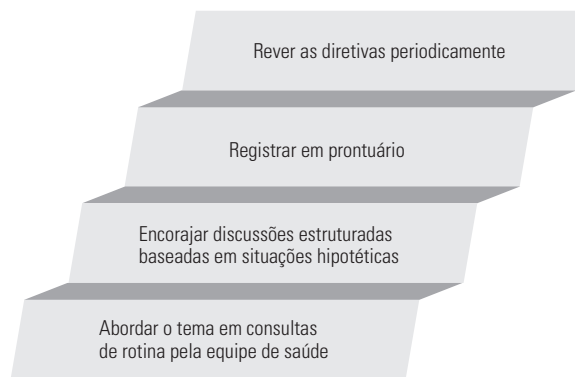 Rever as diretivas periodicamente
Registrar em prontuário
Encorajar discussões estruturadas
baseadas em situações hipotéticas
Abordar o tema em consultas
de rotina pela equipe de saúde